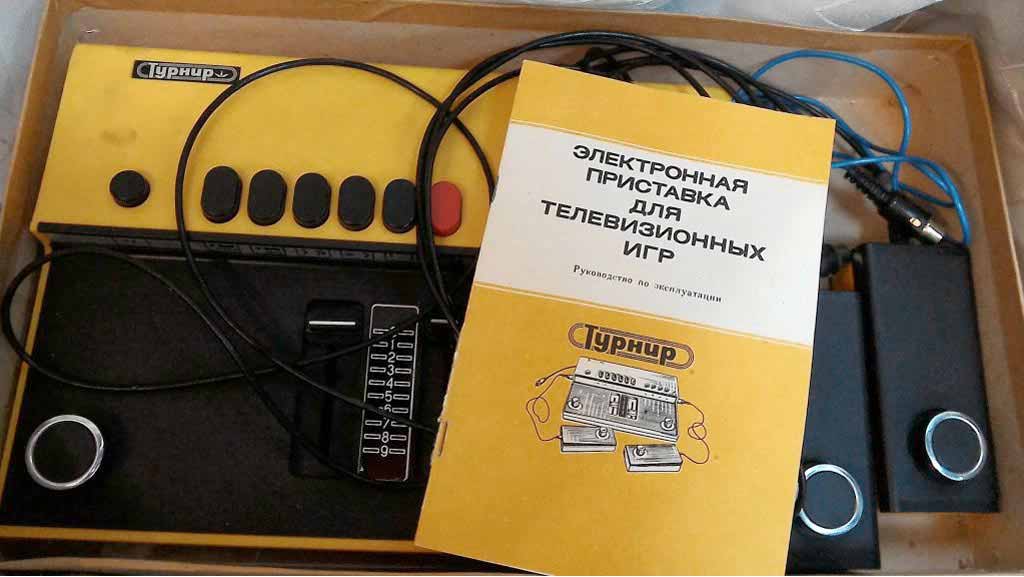 Турнир
1
2
3
4
5
6
7
8
9
ЭЛЕКТРОННАЯ
ПРИСТАВКА
ДЛЯ
ТЕЛЕВИЗИОННЫХ
ИГР
Руководство по эксплуатации
Турнир